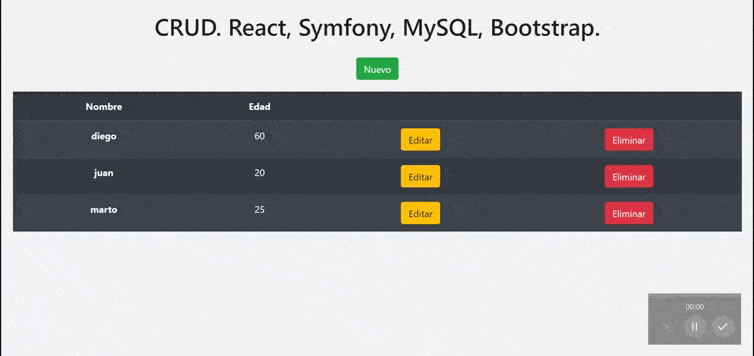 CRUD. React, Symfony, MySQL, Bootstrap.
Nuevo
Nombre Edad
diego 60 Editar Eliminar
juan 20 Editar Eliminar
marto 25 Editar Eliminar
00:00